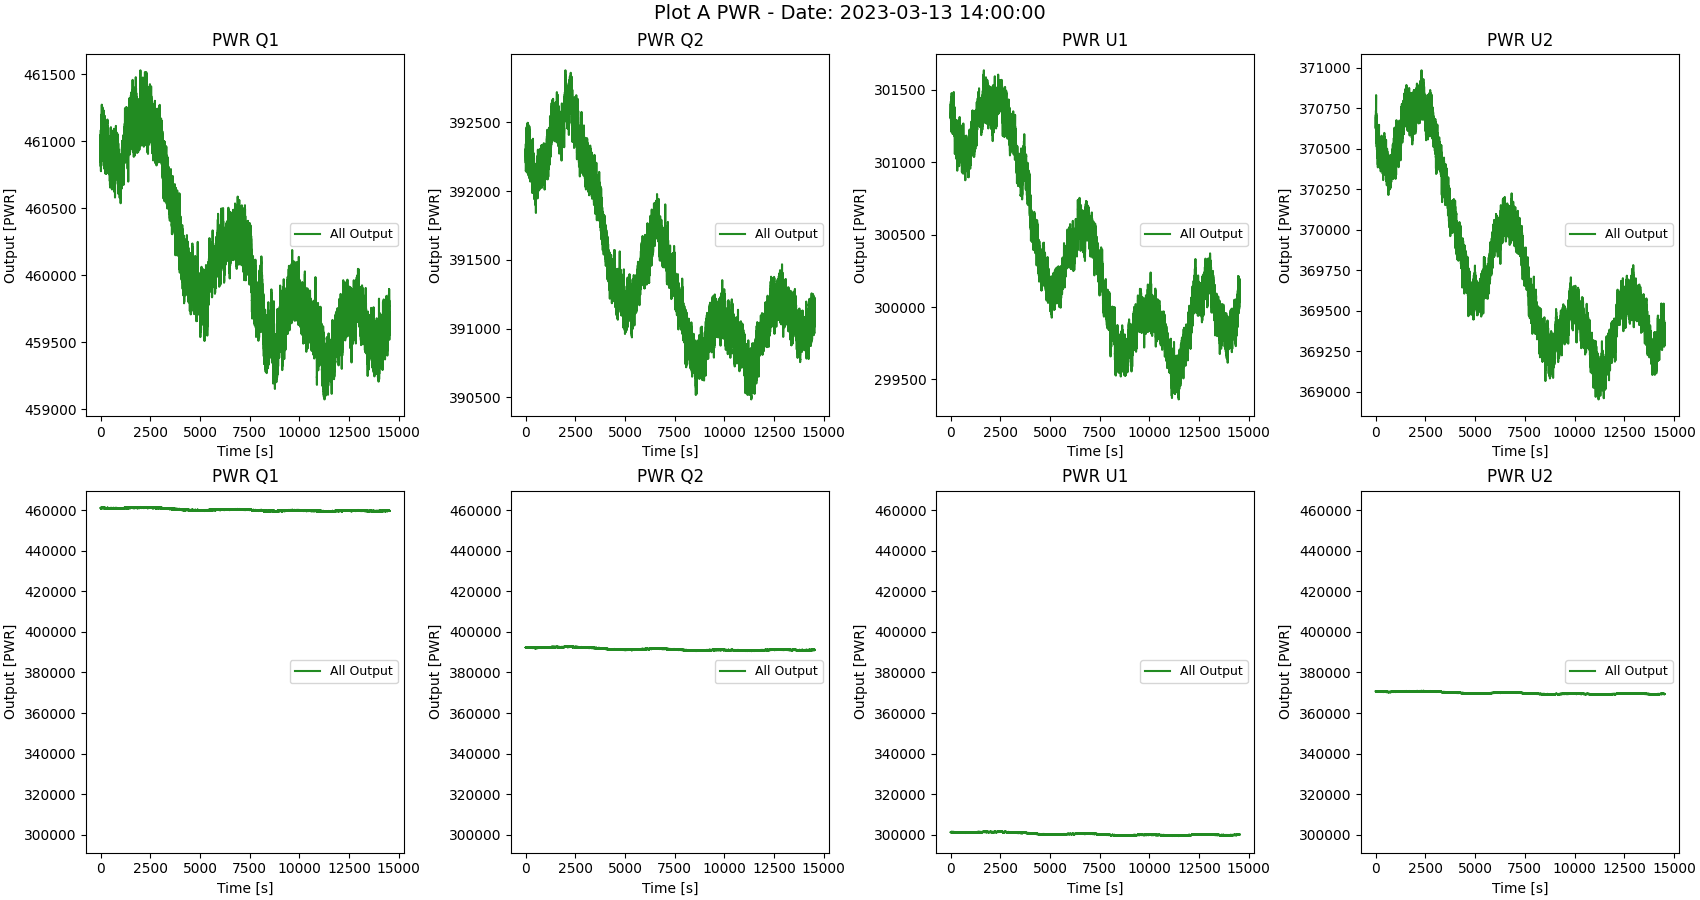 Plot A PWR - Date: 2023-03-13 14:00:00
PWR Q1
Output [PWR]
461500
461000
460500
460000
459500
459000
All Output
0 2500 5000 7500 10000 12500 15000
Time [s]
PWR Q2
Output [PWR]
392500
392000
391500
391000
390500
All Output
0 2500 5000 7500 10000 12500 15000
Time [s]
PWR U1
Output [PWR]
301500
301000
300500
300000
299500
All Output
0 2500 5000 7500 10000 12500 15000
Time [s]
PWR U2
Output [PWR]
371000
370750
370500
370250
370000
369750
369500
369250
369000
All Output
0 2500 5000 7500 10000 12500 15000
Time [s]
PWR Q1
Output [PWR]
460000
440000
420000
400000
380000
360000
340000
320000
300000
All Output
0 2500 5000 7500 10000 12500 15000
Time [s]
PWR Q2
Output [PWR]
460000
440000
420000
400000
380000
360000
340000
320000
300000
All Output
0 2500 5000 7500 10000 12500 15000
Time [s]
PWR U1
Output [PWR]
460000
440000
420000
400000
380000
360000
340000
320000
300000
All Output
0 2500 5000 7500 10000 12500 15000
Time [s]
PWR U2
Output [PWR]
460000
440000
420000
400000
380000
360000
340000
320000
300000
All Output
0 2500 5000 7500 10000 12500 15000
Time [s]